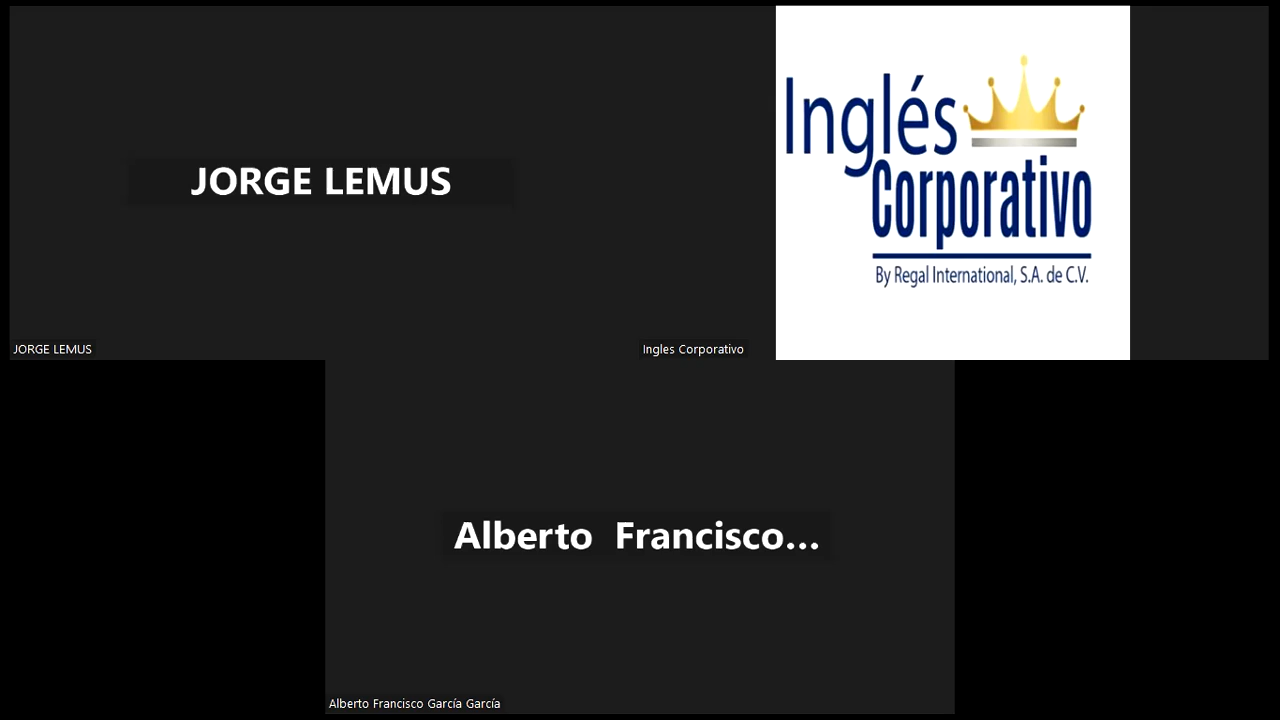 JORGE LEMUS
JORGE LEMUS
Inglés
Corporativo
By Regal International, S.A. de C.V.
Ingles Corporativo
Alberto  Francisco...
Alberto Francisco García García